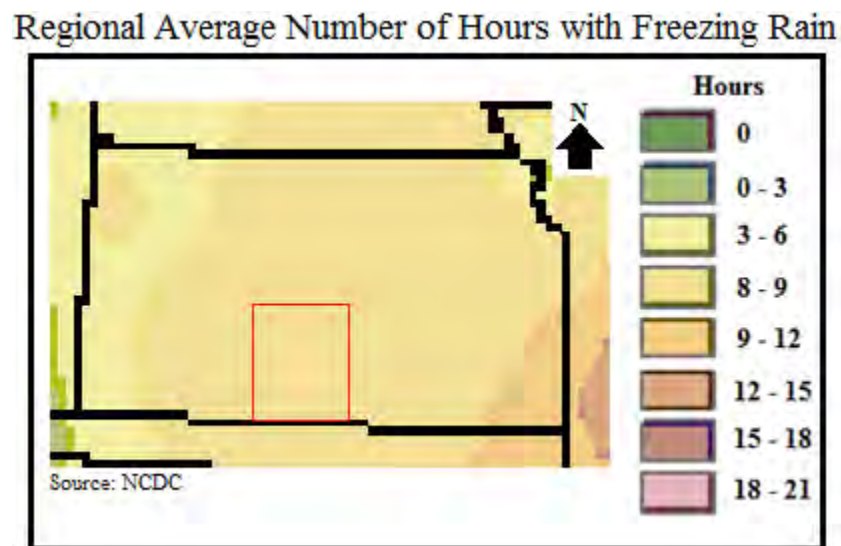 Regional Average Number of Hours with Freezing Rain
Hours
N
0
0 - 3
3 - 6
8 - 9
9 - 12
12 - 15
15 - 18
18 - 21
Source: NCDC